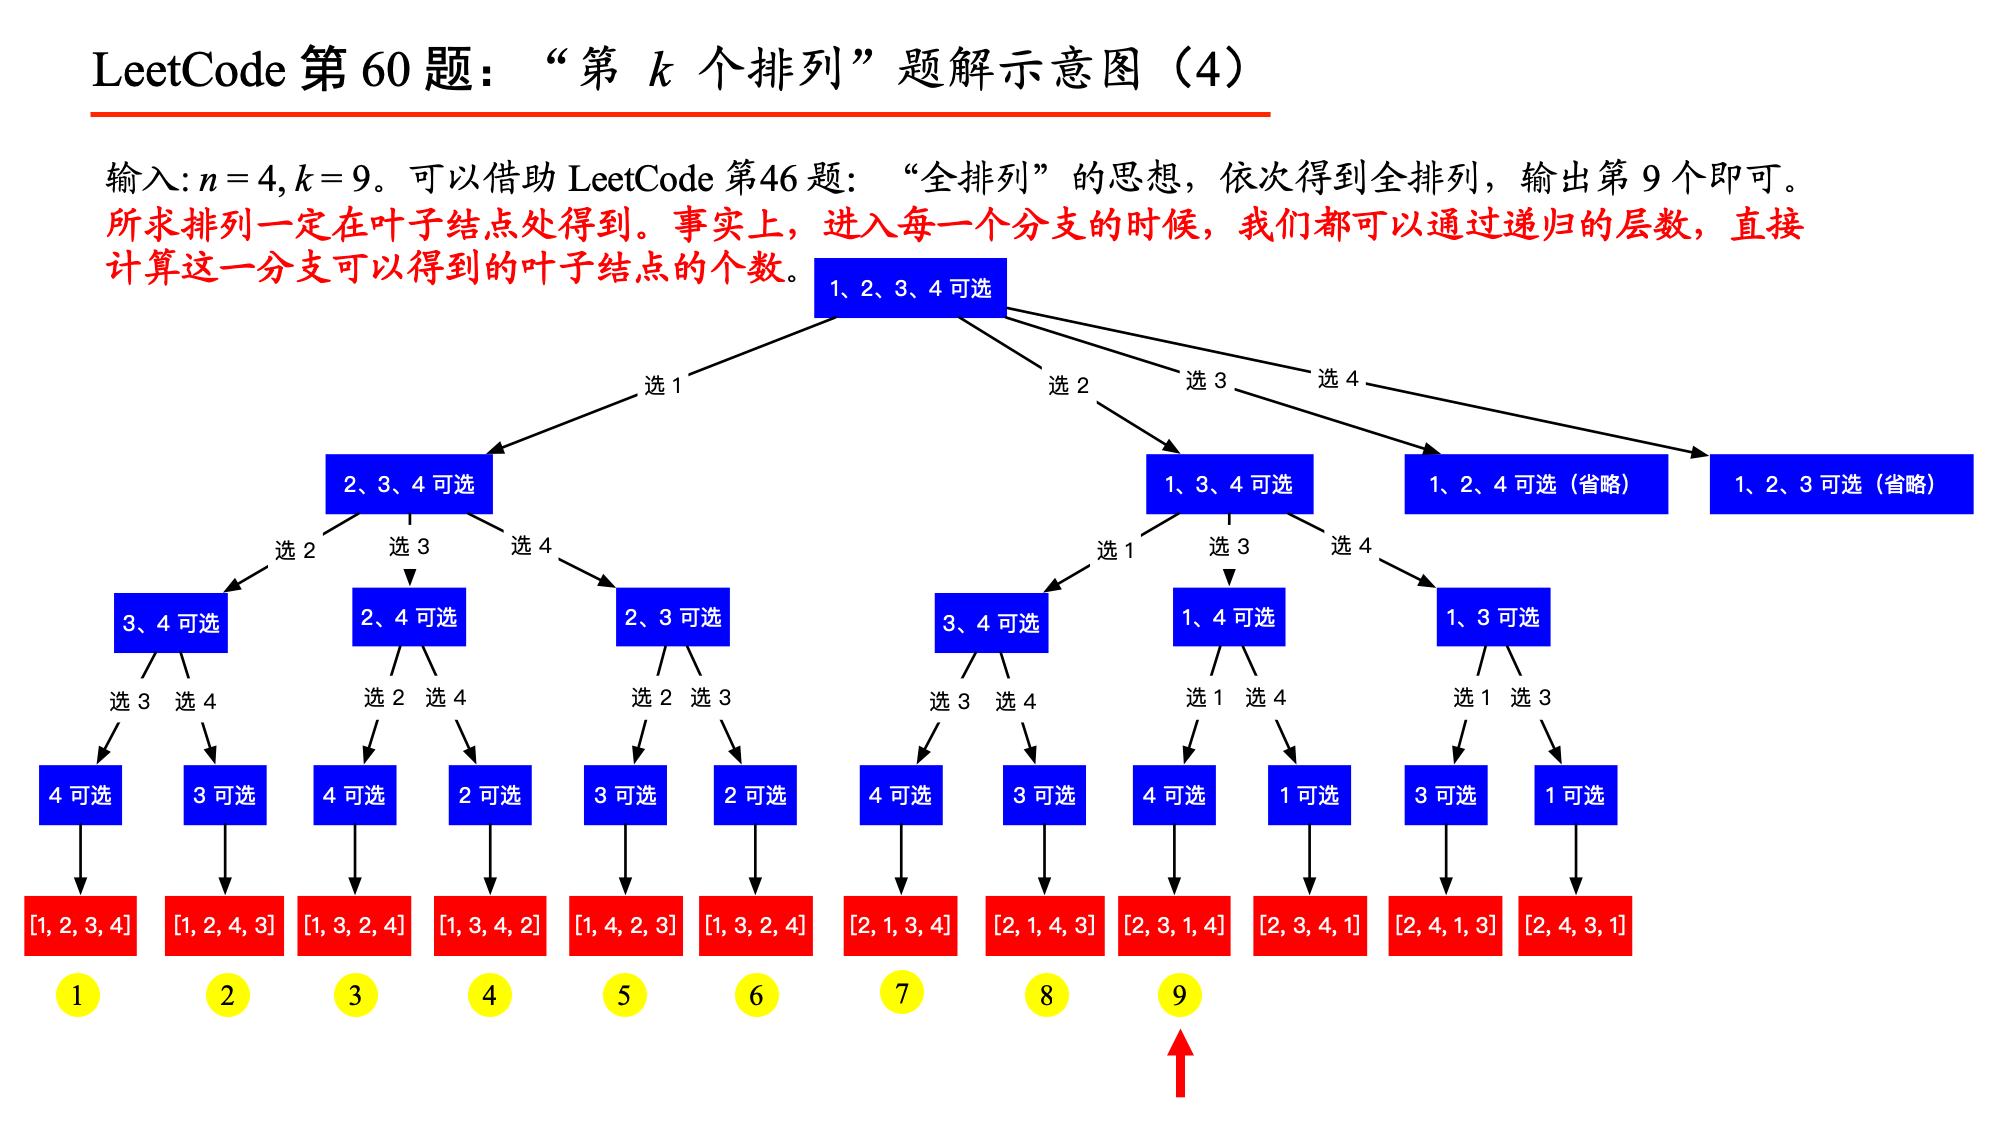 LeetCode 第 60 题：“第 k 个排列”题解示意图（4）
输入: n = 4, k = 9。可以借助 LeetCode 第46 题：“全排列”的思想，依次得到全排列，输出第 9 个即可。
所求排列一定在叶子结点处得到。事实上，进入每一个分支的时候，我们都可以通过递归的层数，直接
计算这一分支可以得到的叶子结点的个数。
1、2、3、4 可选
选 1 选 2 选 3 选 4
2、3、4 可选 1、3、4 可选 1、2、4 可选（省略） 1、2、3 可选（省略）
选 2 选 3 选 4 选 1 选 3 选 4
3、4 可选 2、4 可选 2、3 可选 3、4 可选 1、4 可选 1、3 可选
选 3 选 4 选 2 选 4 选 2 选 3 选 3 选 4 选 1 选 4 选 1 选 3
4 可选 3 可选 4 可选 2 可选 3 可选 2 可选 4 可选 3 可选 4 可选 1 可选 3 可选 1 可选
[1, 2, 3, 4] [1, 2, 4, 3] [1, 3, 2, 4] [1, 3, 4, 2] [1, 4, 2, 3] [1, 3, 2, 4] [2, 1, 3, 4] [2, 1, 4, 3] [2, 3, 1, 4] [2, 3, 4, 1] [2, 4, 1, 3] [2, 4, 3, 1]
1 2 3 4 5 6 7 8 9